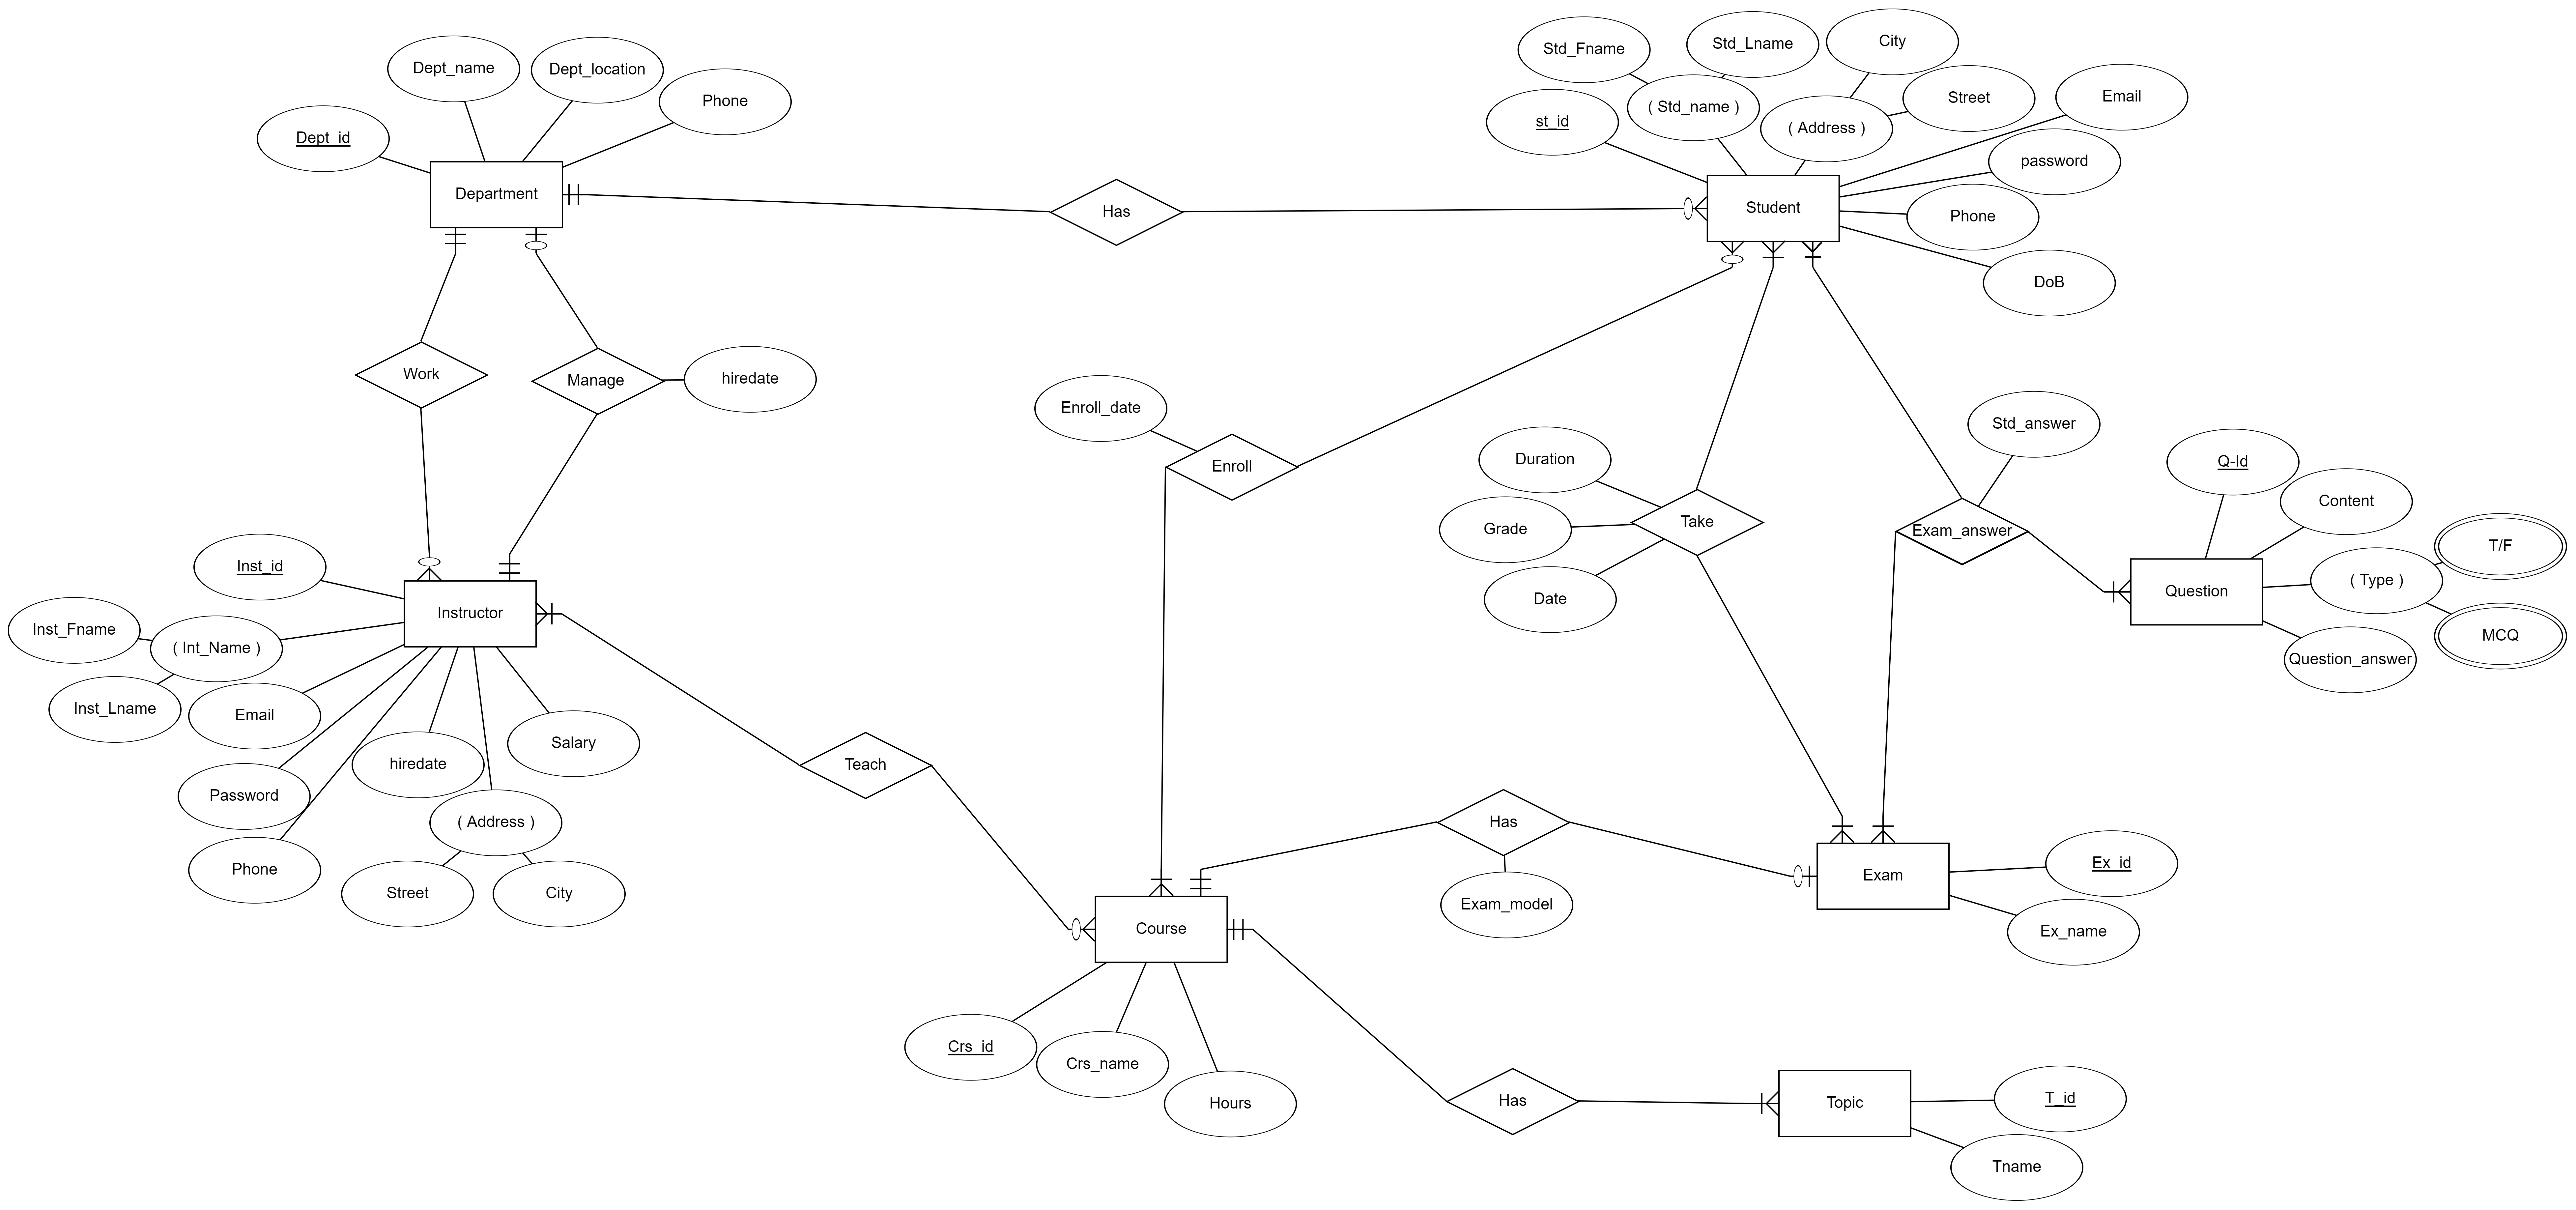 Std_Fname
Std_Lname
City
Dept_name
Dept_location
Phone
Street
Email
Dept_id
st_id
( Std_name )
( Address )
password
Department
Has
Student
Phone
DoB
Work
Manage
hiredate
Enroll_date
Std_answer
Enroll
Duration
Q-Id
Content
Grade
Take
Exam_answer
T/F
Inst_id
Date
Question
( Type )
Instructor
MCQ
Inst_Fname
( Int_Name )
Question_answer
Inst_Lname
Email
Salary
hiredate
Teach
Password
( Address )
Has
Phone
Street
City
Exam_model
Exam
Ex_id
Course
Ex_name
Crs_id
Crs_name
Hours
Has
Topic
T_id
Tname